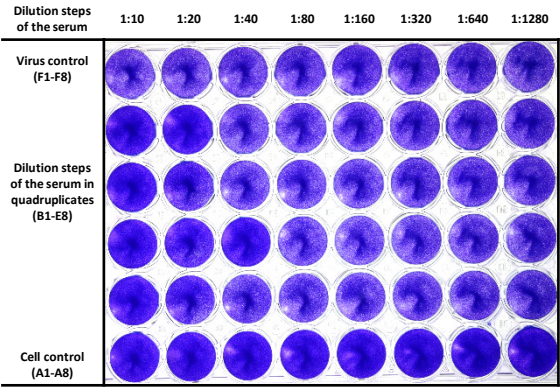 Dilution steps
of the serum
1:10 1:20 1:40 1:80 1:160 1:320 1:640 1:1280
Virus control
(F1-F8)
Dilution steps
of the serum in
quadruplicates
(B1-E8)
Cell control
(A1-A8)